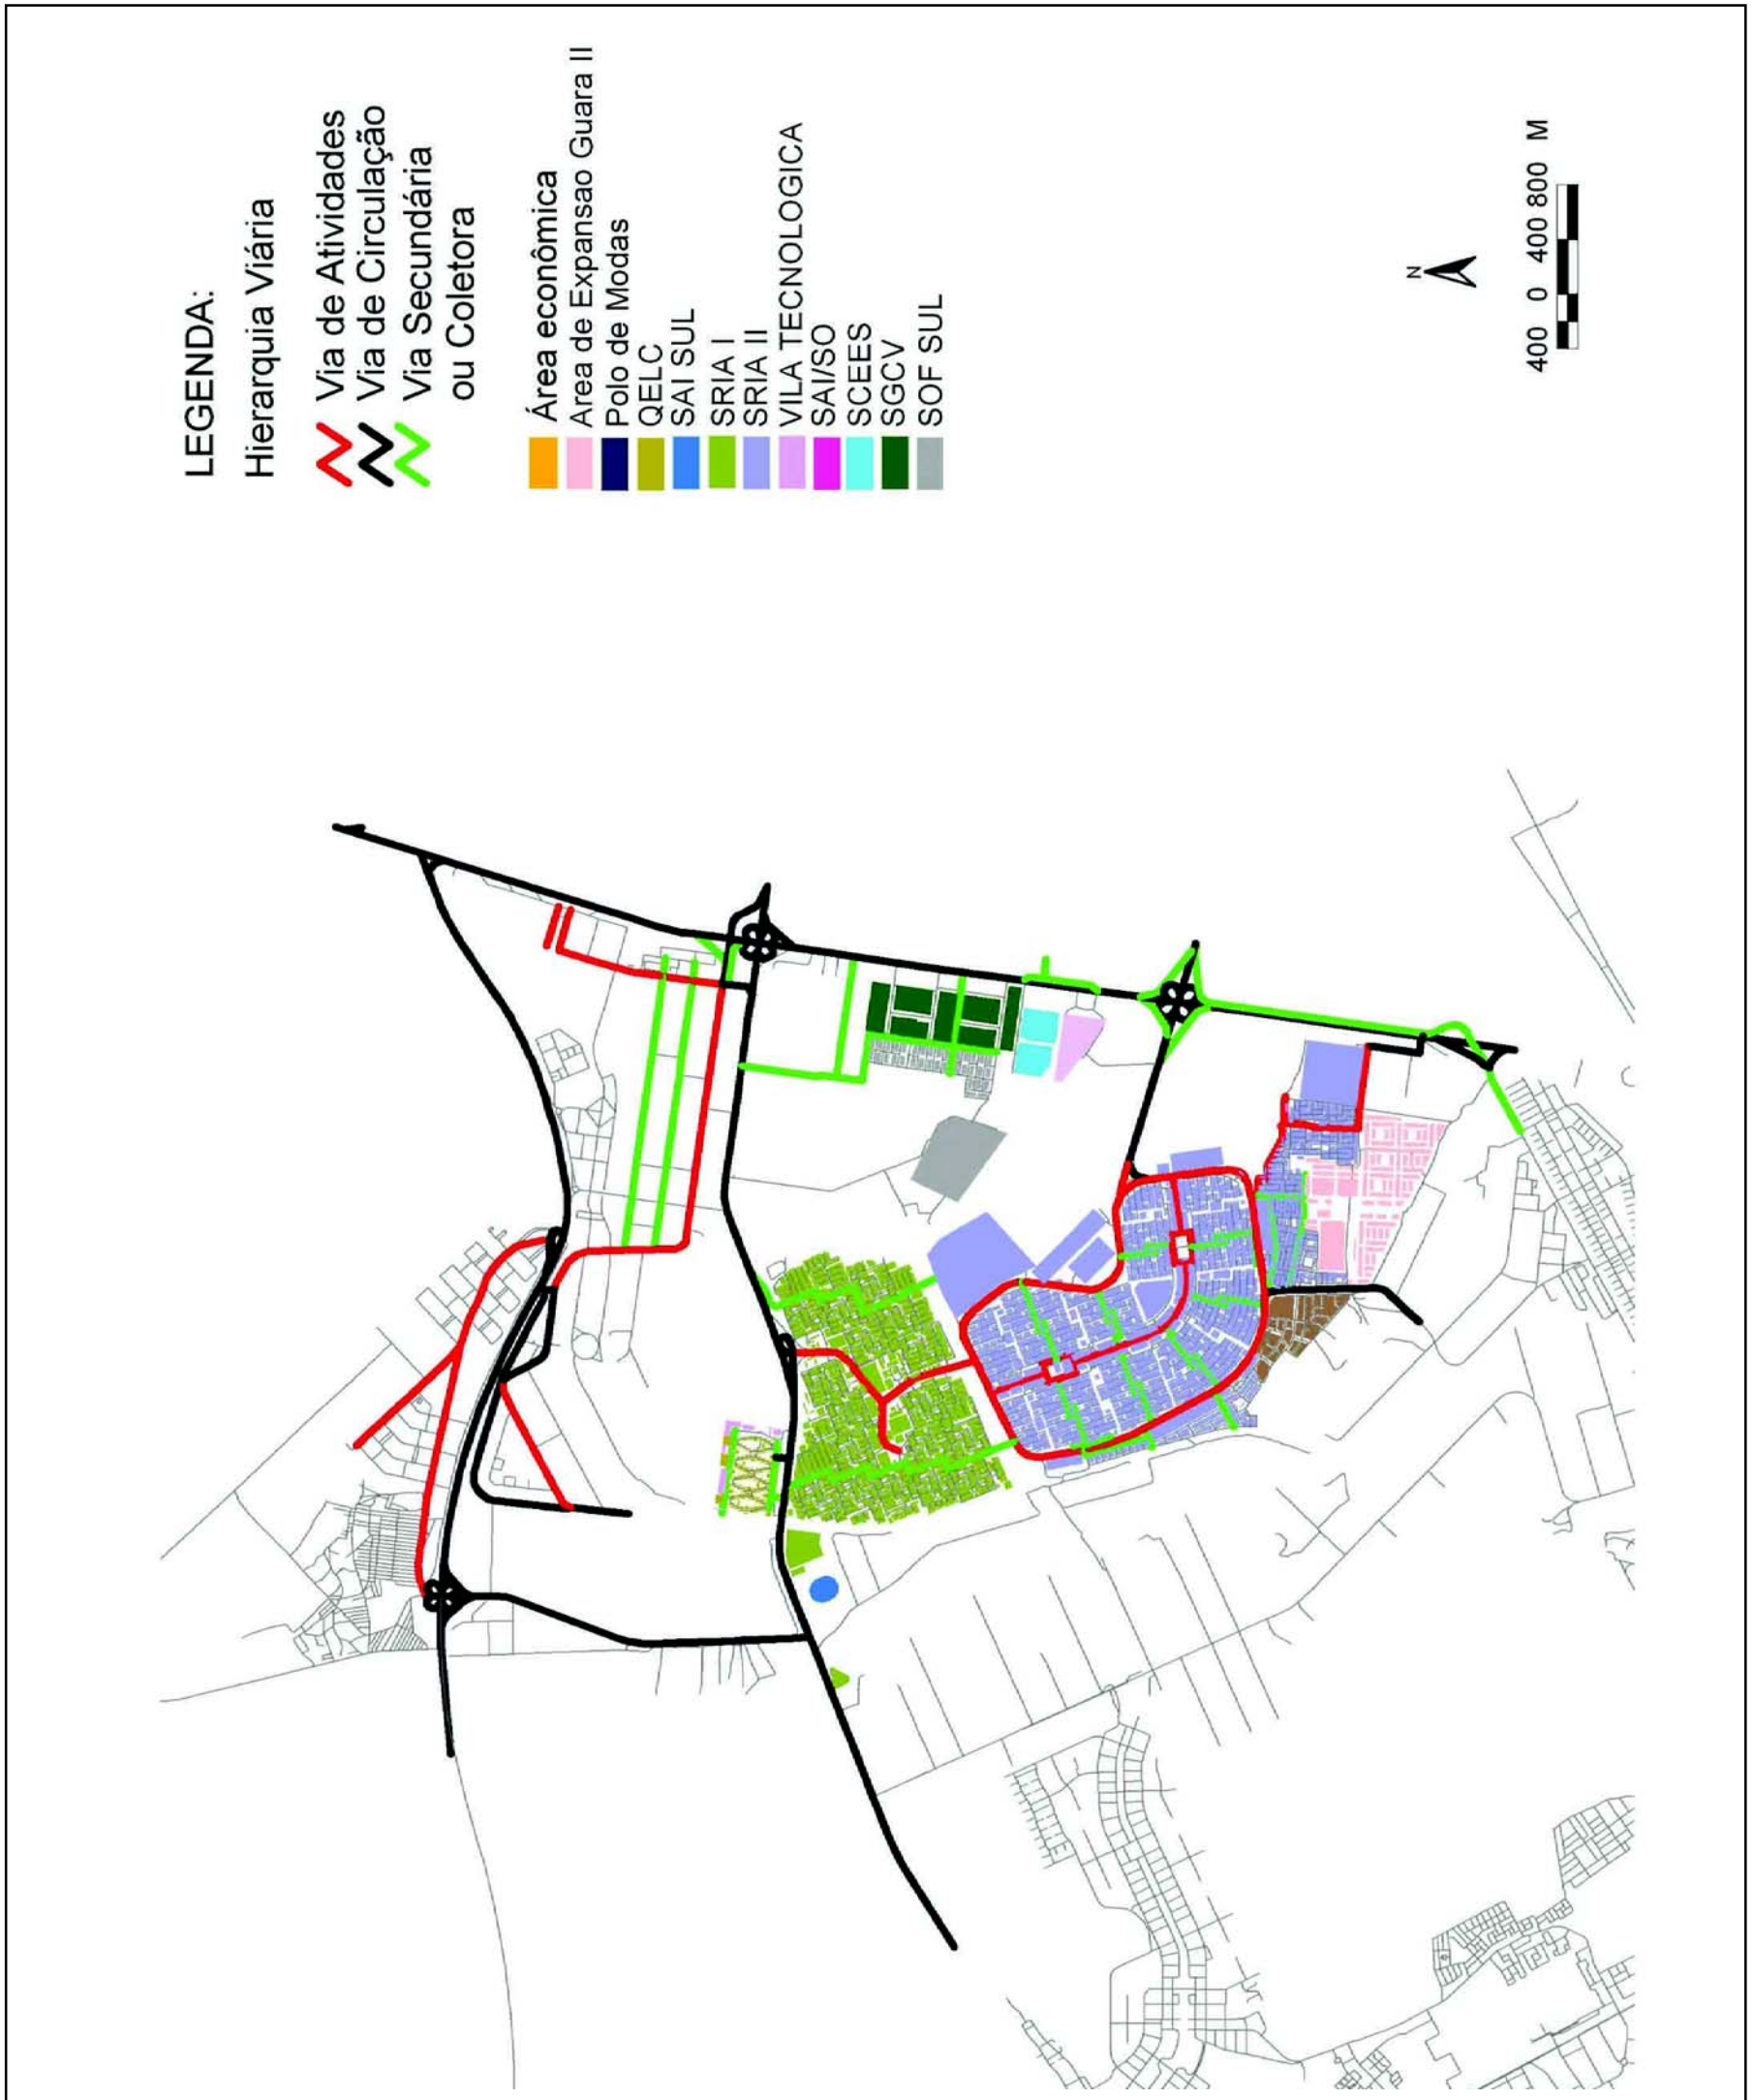 LEGENDA:
Hierarquia Viária
Via de Atividades
Via de Circulação
Via Secundária
ou Coletora
Área econômica
Area de Expansao Guara II
Polo de Modas
QELC
SAI SUL
SRIA I
SRIA II
VILA TECNOLOGICA
SAI/SO
SCEES
SGCV
SOF SUL
N
400 0 400 800 M